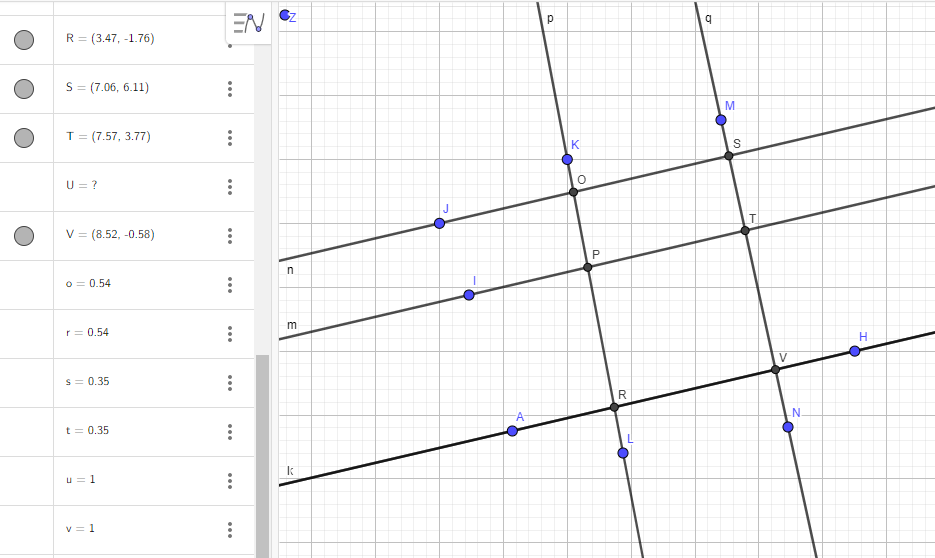 R = (3.47, -1.76)
S = (7.06, 6.11)
T = (7.57, 3.77)
U = ?
V = (8.52, -0.58)
o = 0.54
r = 0.54
s = 0.35
t = 0.35
u = 1
v = 1
Z
p
q
M
K
S
O
J
T
P
n
I
m
H
V
R
A
N
L
k